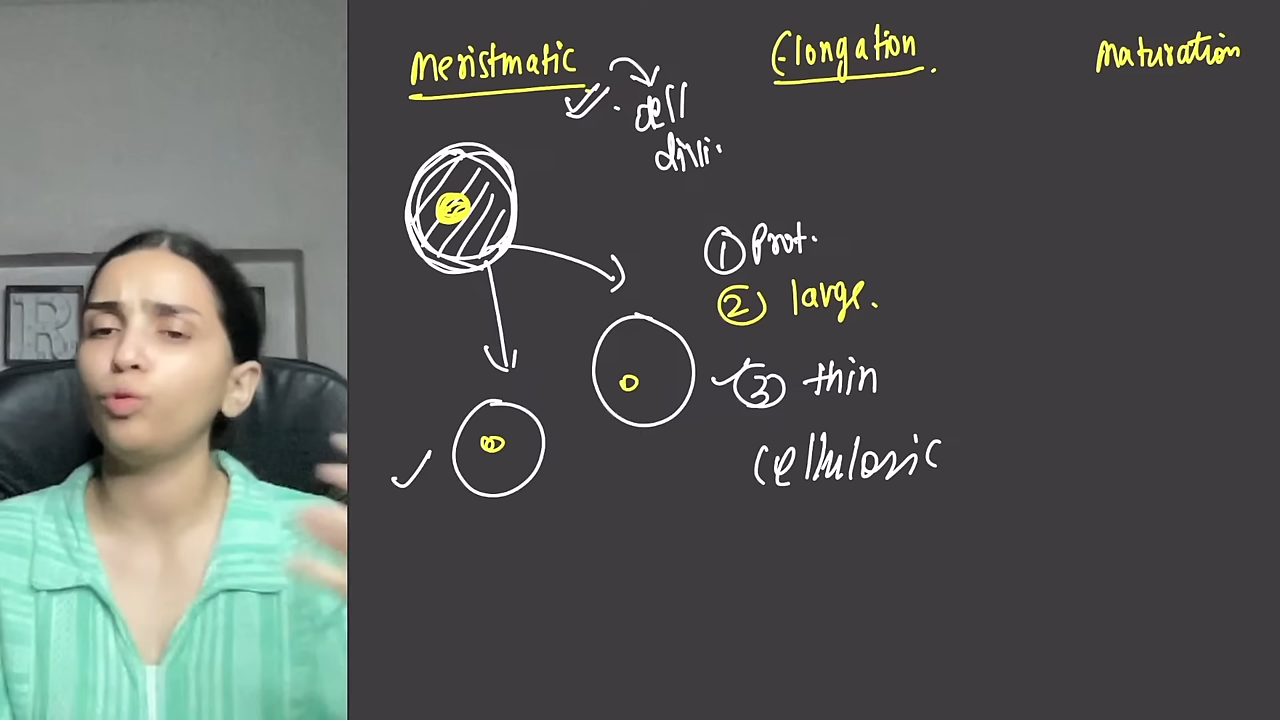 Meristmatic
Elongation.
Maturation
cell
divi.
① Prot.
② large.
③ thin
cellulosic
R